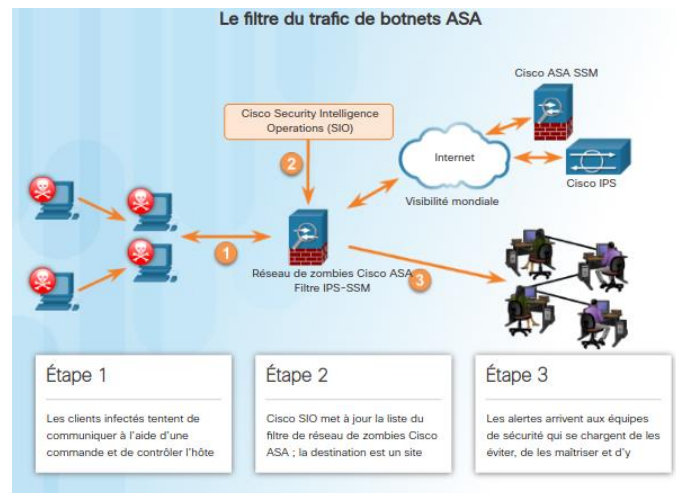 Le filtre du trafic de botnets ASA
Cisco ASA SSM
Cisco Security Intelligence
Operations (SIO)
2
Internet
Cisco IPS
Visibilité mondiale
1
Réseau de zombies Cisco ASA
Filtre IPS-SSM
3
Étape 1
Les clients infectés tentent de
communiquer à l'aide d'une
commande et de contrôler l'hôte
Étape 2
Cisco SIO met à jour la liste du
filtre de réseau de zombies Cisco
ASA ; la destination est un site
Étape 3
Les alertes arrivent aux équipes
de sécurité qui se chargent de les
éviter, de les maîtriser et d'y